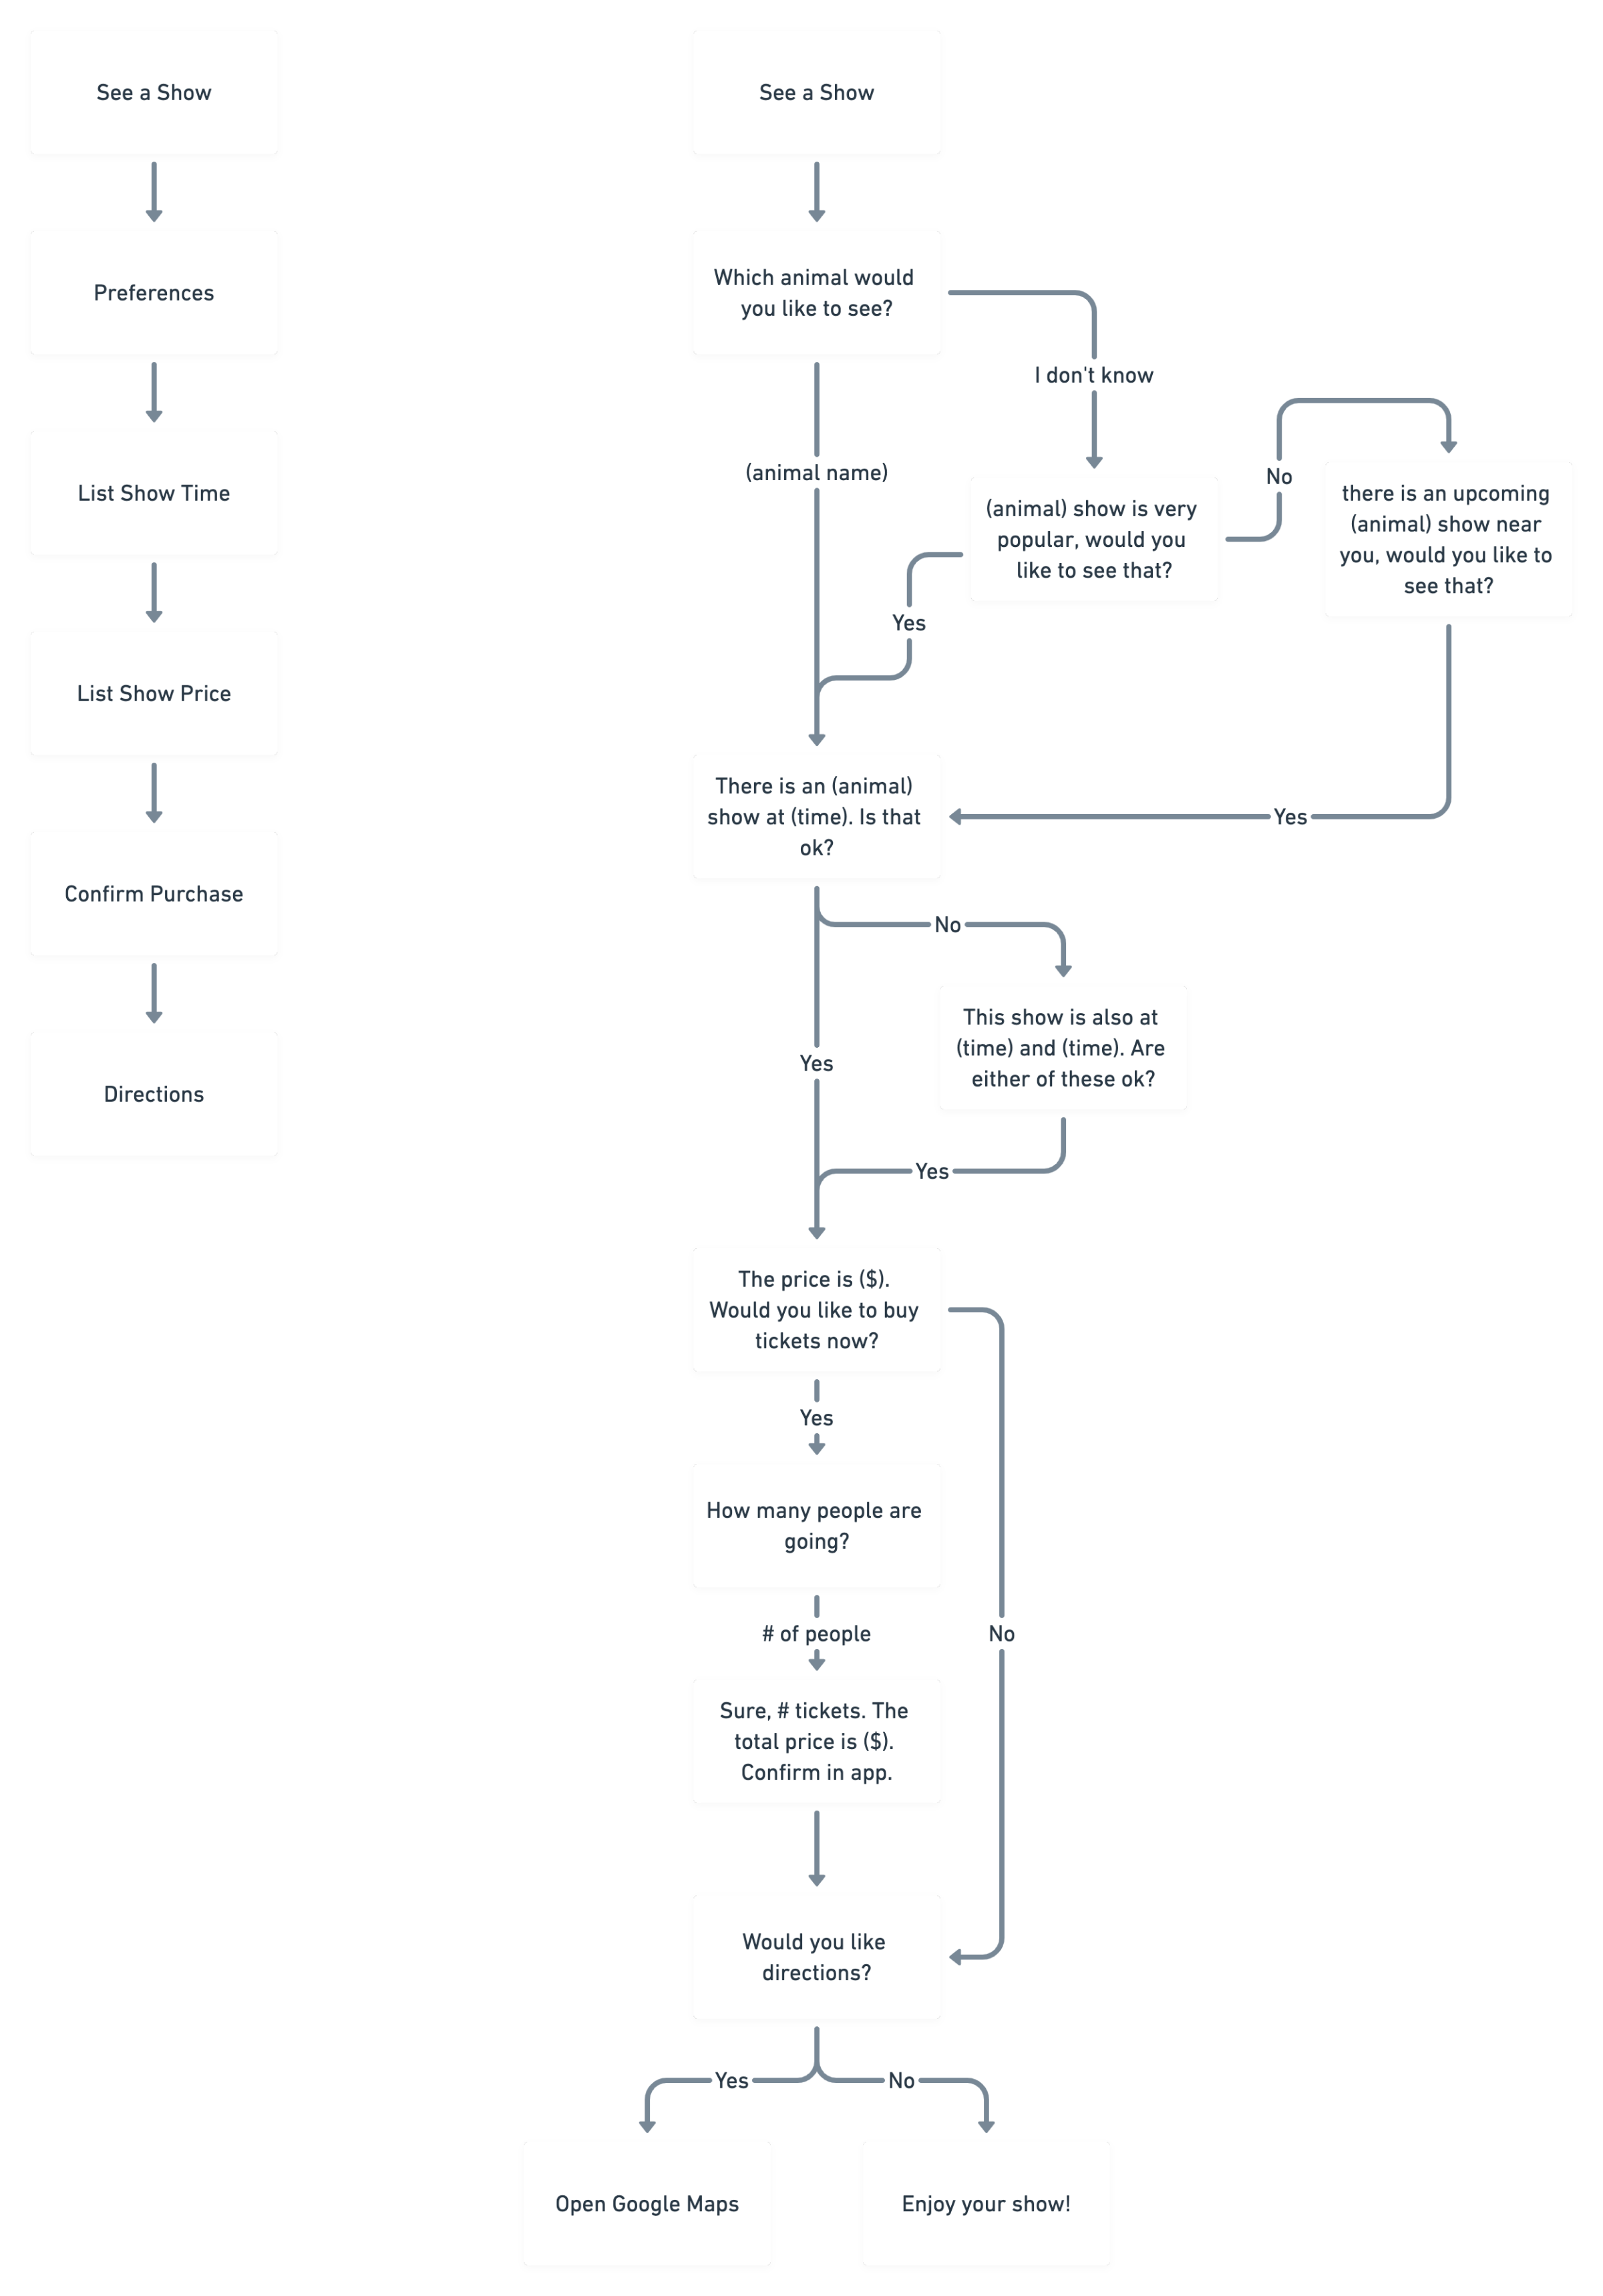 See a Show
Preferences
List Show Time
List Show Price
Confirm Purchase
Directions
See a Show
Which animal would
you like to see?
I don't know
(animal name)
(animal) show is very
popular, would you
like to see that?
No
there is an upcoming
(animal) show near
you, would you like to
see that?
Yes
There is an (animal)
show at (time). Is that
ok?
Yes
No
This show is also at
(time) and (time). Are
either of these ok?
Yes
Yes
The price is ($).
Would you like to buy
tickets now?
Yes
How many people are
going?
# of people
No
Sure, # tickets. The
total price is ($).
Confirm in app.
Would you like
directions?
Yes
No
Open Google Maps
Enjoy your show!